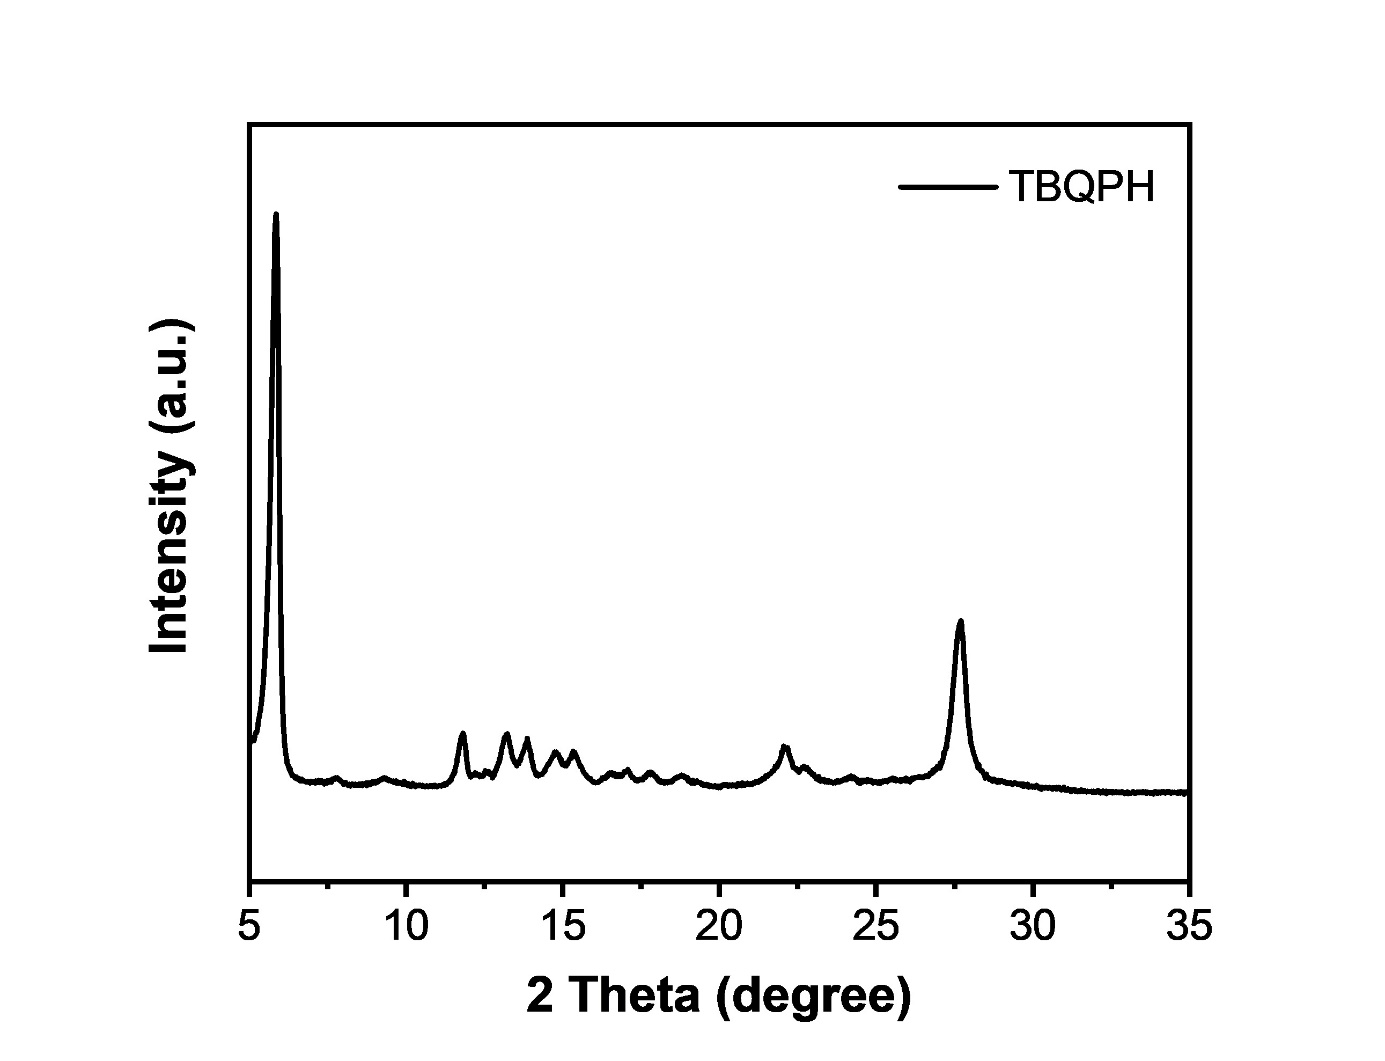 TBQPH
Intensity (a.u.)
5 10 15 20 25 30 35
2 Theta (degree)